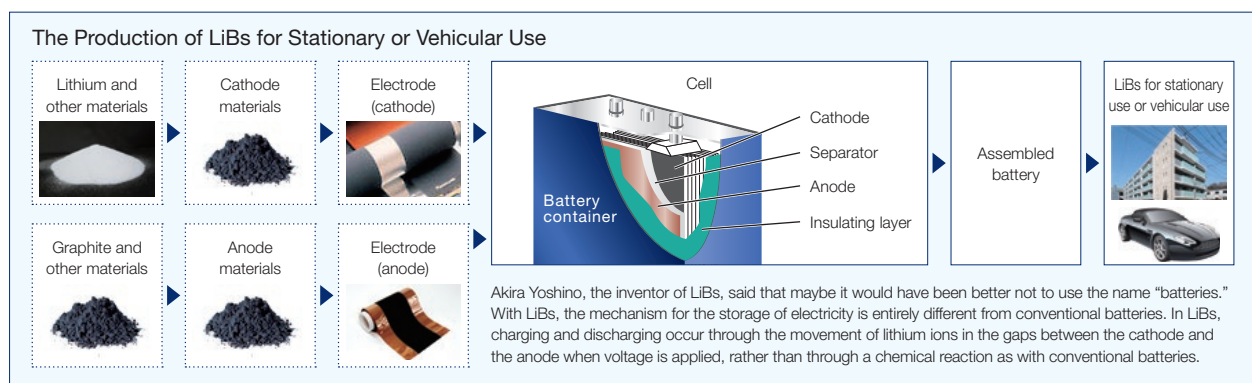 The Production of LiBs for Stationary or Vehicular Use
Lithium and
other materials
Cathode
materials
Electrode
(cathode)
Graphite and
other materials
Anode
materials
Electrode
(anode)
Cell
Cathode
Separator
Anode
Insulating layer
Battery
container
Assembled
battery
LiBs for stationary
use or vehicular use
Akira Yoshino, the inventor of LiBs, said that maybe it would have been better not to use the name “batteries.”
With LiBs, the mechanism for the storage of electricity is entirely different from conventional batteries. In LiBs,
charging and discharging occur through the movement of lithium ions in the gaps between the cathode and
the anode when voltage is applied, rather than through a chemical reaction as with conventional batteries.